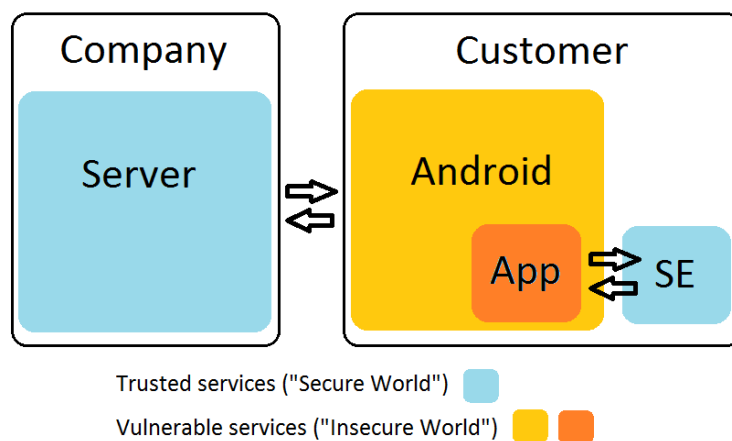 Company
Customer
Server
Android
App
SE
Trusted services ("Secure World")
Vulnerable services ("Insecure World")